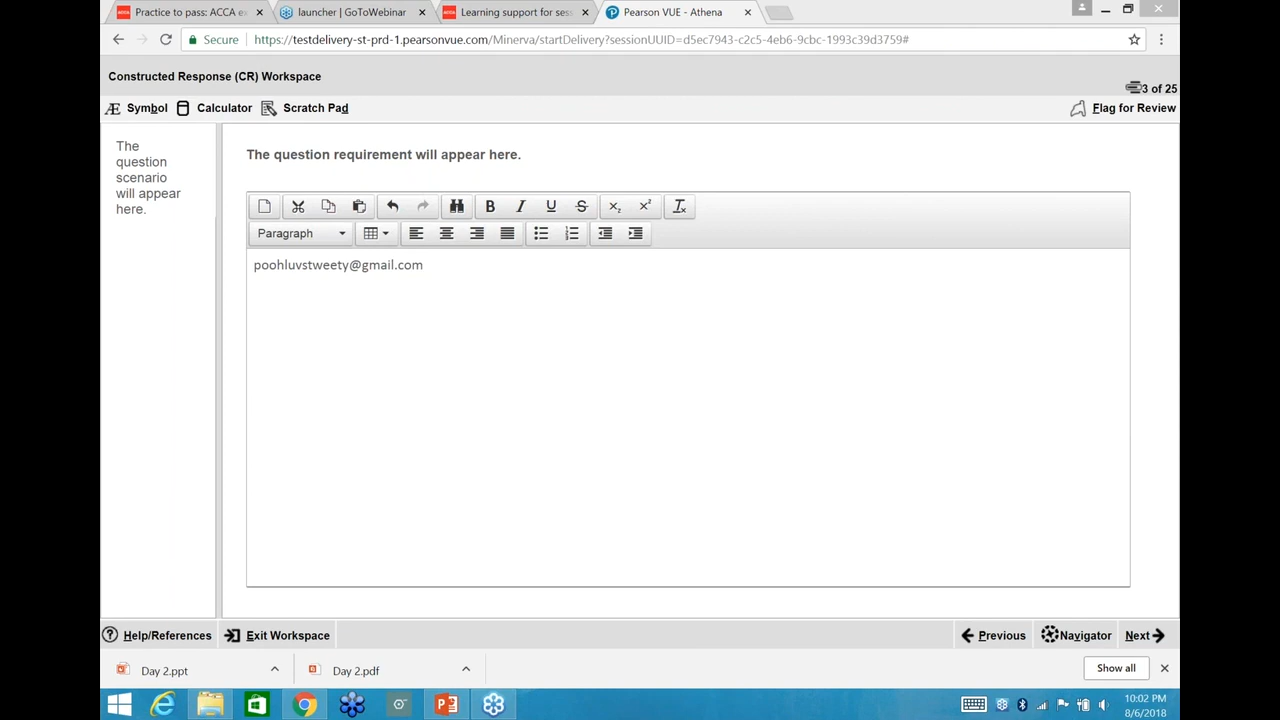 Practice to pass: ACCA ex
launcher | GoToWebinar
Learning support for sess
Pearson VUE - Athena
Secure
https://testdelivery-st-prd-1.pearsonvue.com/Minerva/startDelivery?sessionUUID=d5ec7943-c2c5-4eb6-9cbc-1993c39d3759#
Constructed Response (CR) Workspace
3 of 25
Symbol Calculator Scratch Pad Flag for Review
The
question
scenario
will appear
here.
The question requirement will appear here.
Paragraph
poohluvstweety@gmail.com
Help/References Exit Workspace Previous Navigator Next
Day 2.ppt Day 2.pdf Show all
10:02 PM
8/6/2018